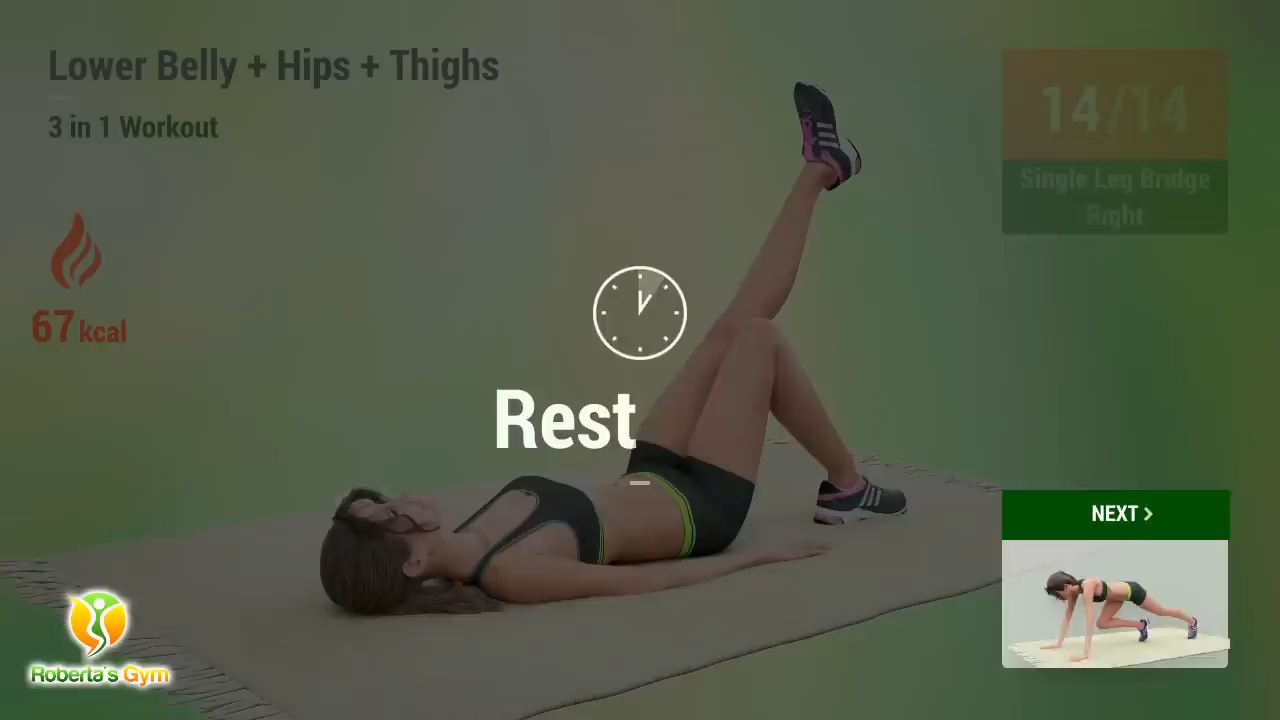 Lower Belly + Hips + Thighs
3 in 1 Workout
14/14
Single Leg Bridge
Right
67 kcal
Rest
NEXT >
Roberta's Gym